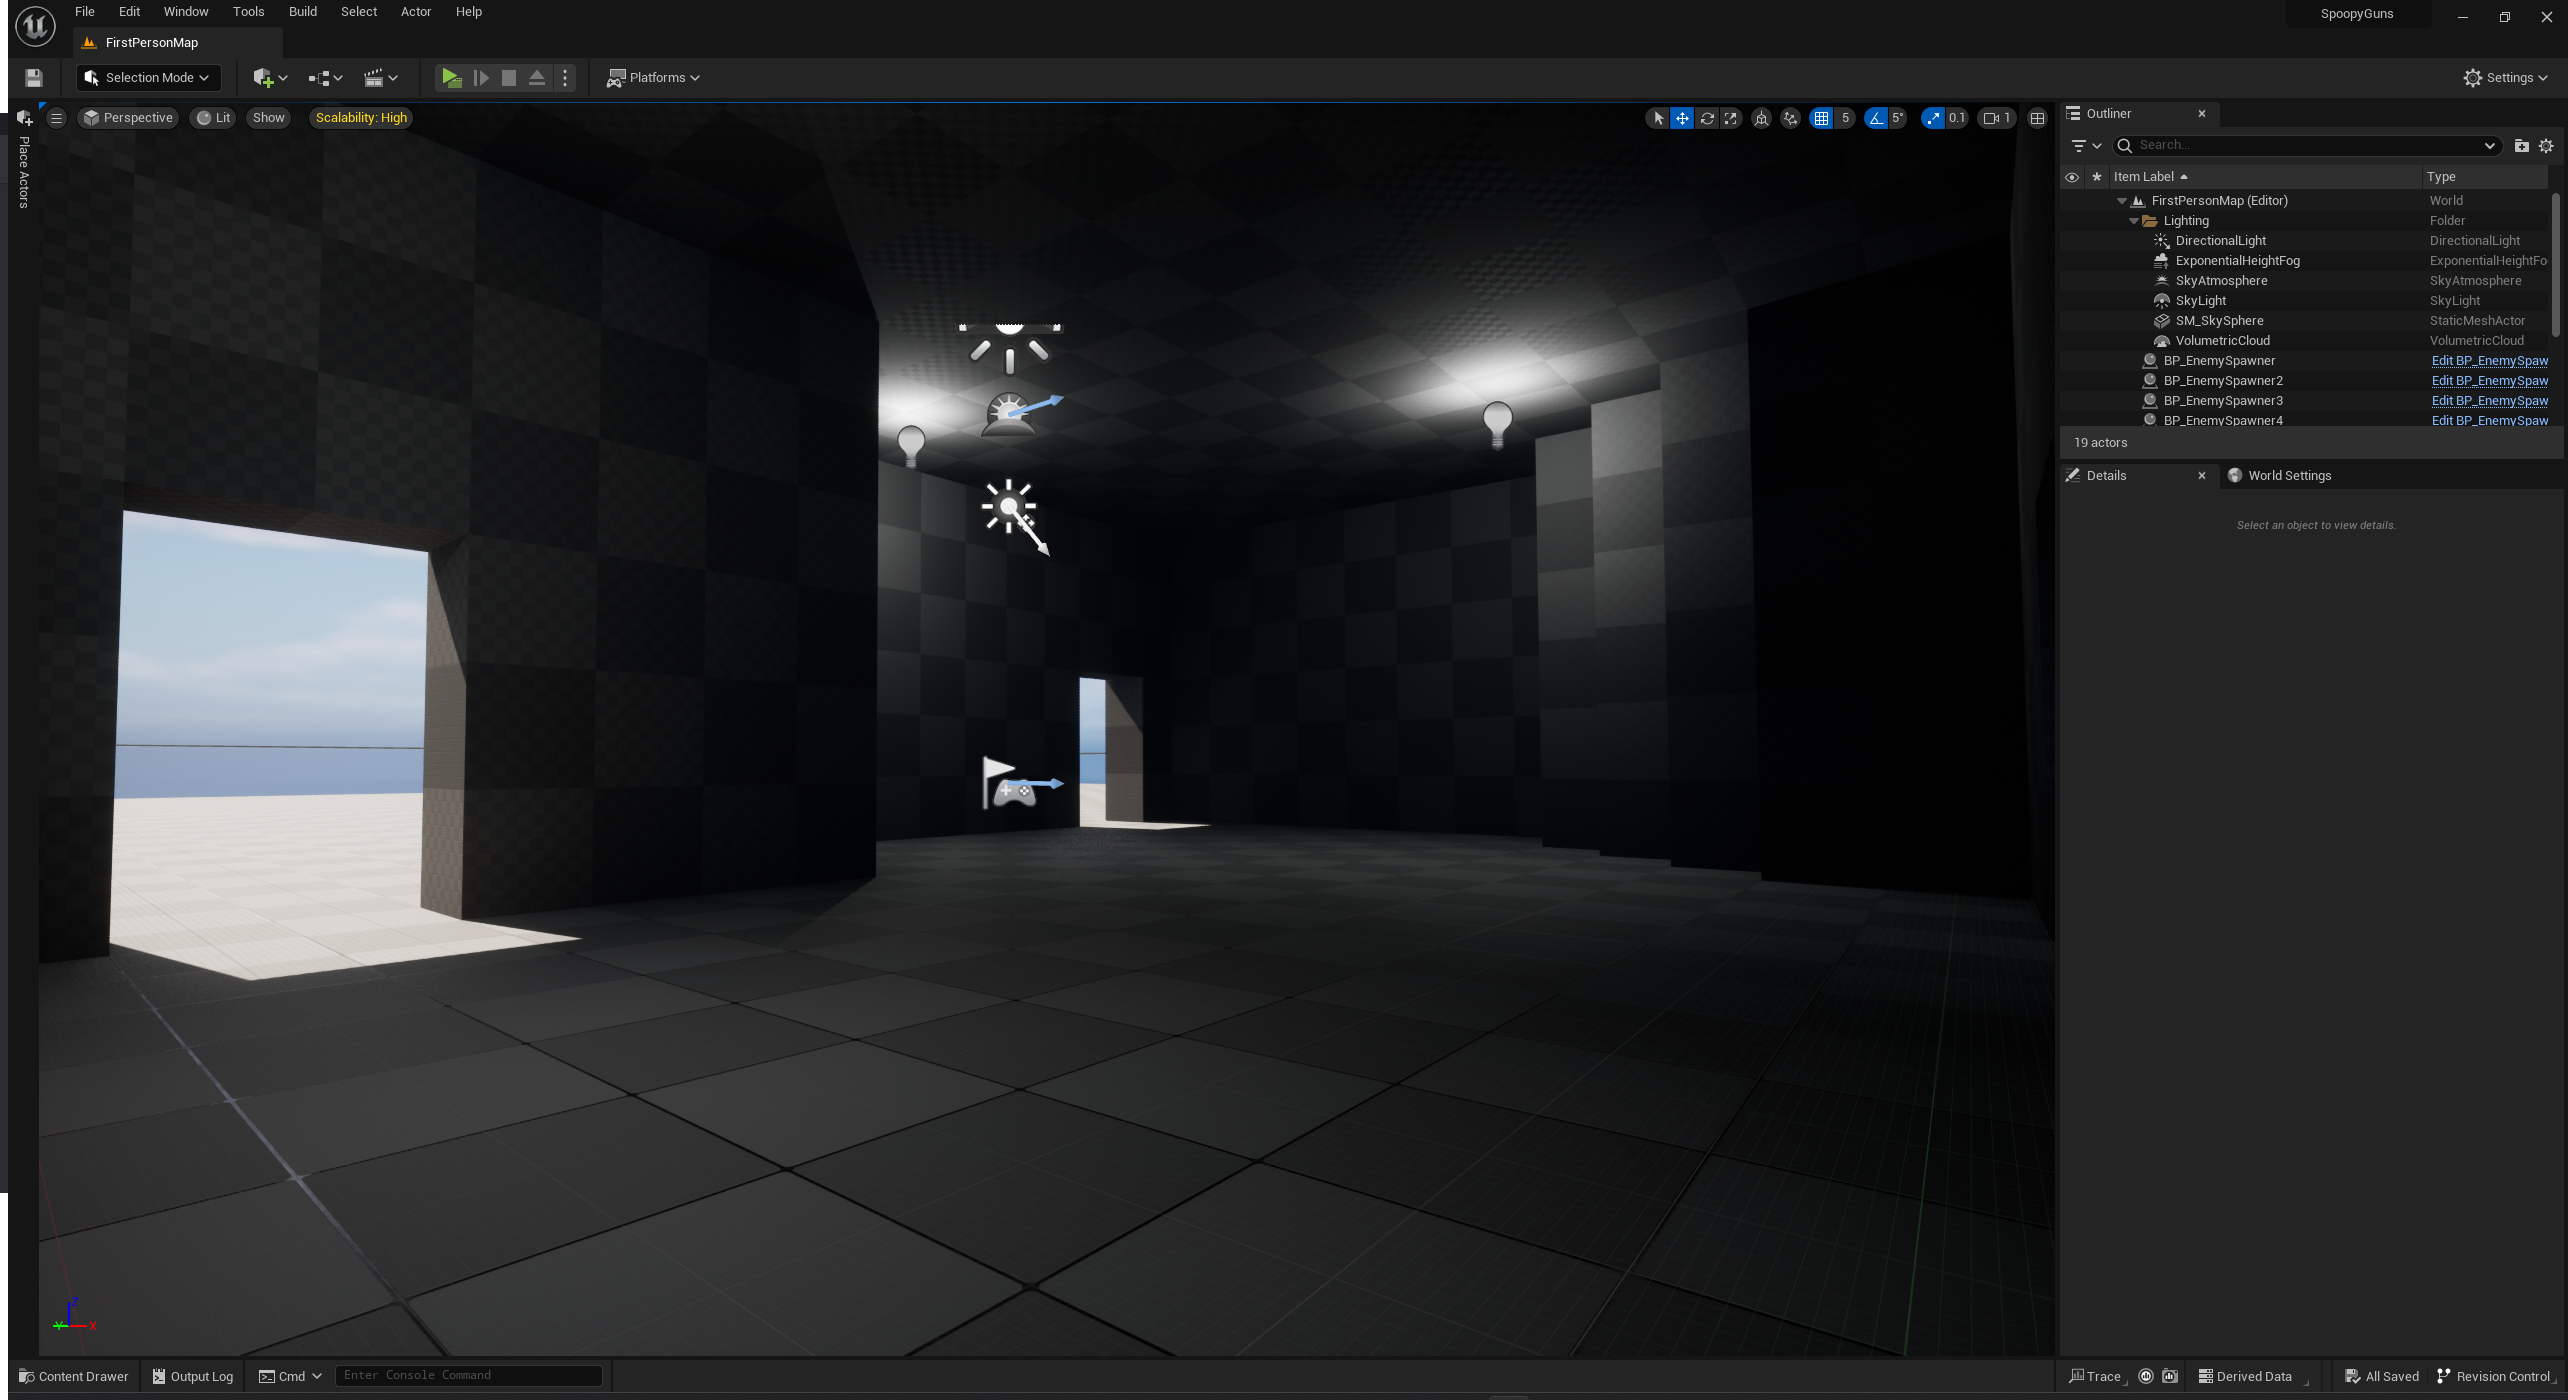 File Edit Window Tools Build Select Actor Help
SpoopyGuns
FirstPersonMap
Selection Mode
Platforms
Settings
Place Actors
Perspective Lit Show Scalability: High
5 5° 0.1 1
Outliner
Search...
Item Label Type
FirstPersonMap (Editor) World
Lighting Folder
DirectionalLight DirectionalLight
ExponentialHeightFog ExponentialHeightFo
SkyAtmosphere SkyAtmosphere
SkyLight SkyLight
SM_SkySphere StaticMeshActor
VolumetricCloud VolumetricCloud
BP_EnemySpawner Edit BP_EnemySpaw
BP_EnemySpawner2 Edit BP_EnemySpaw
BP_EnemySpawner3 Edit BP_EnemySpaw
BP_EnemySpawner4 Edit BP_EnemySpaw
19 actors
Details World Settings
Select an object to view details.
Z
Y X
Content Drawer Output Log Cmd Enter Console Command
Trace Derived Data All Saved Revision Control